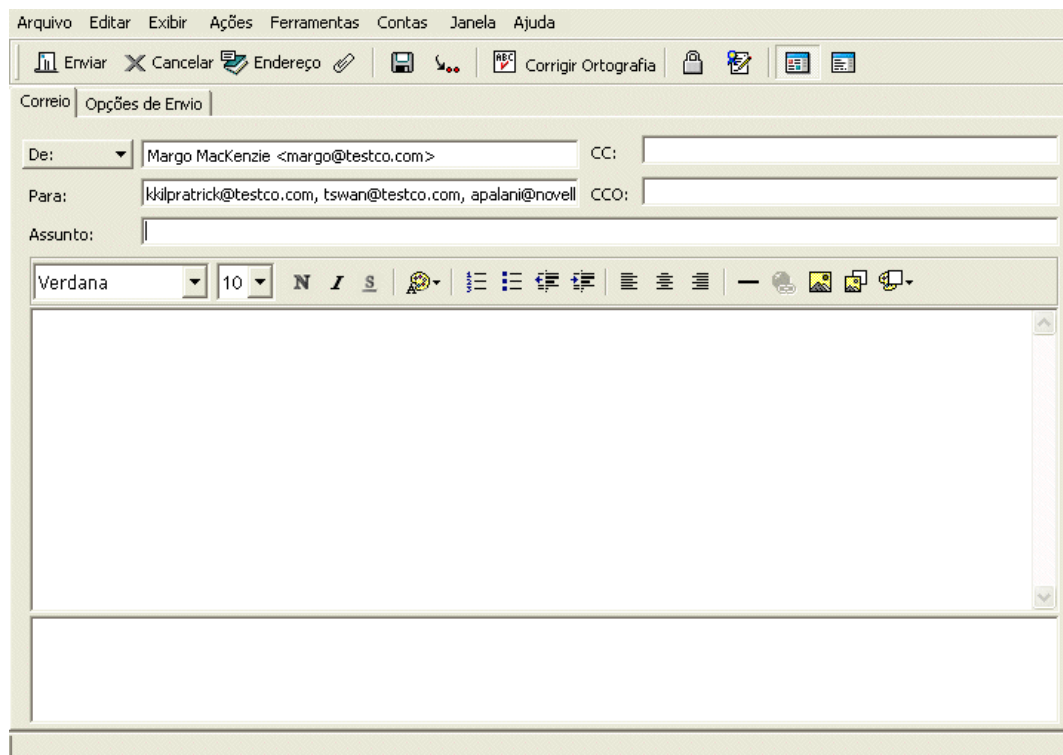 Arquivo Editar Exibir Ações Ferramentas Contas Janela Ajuda
Enviar Cancelar Endereço ABC Corrigir Ortografia
Correio Opções de Envio
De: Margo MacKenzie <margo@testco.com> CC:
Para: kkilpratrick@testco.com, tswan@testco.com, apalani@novell CCO:
Assunto:
Verdana 10 N I S